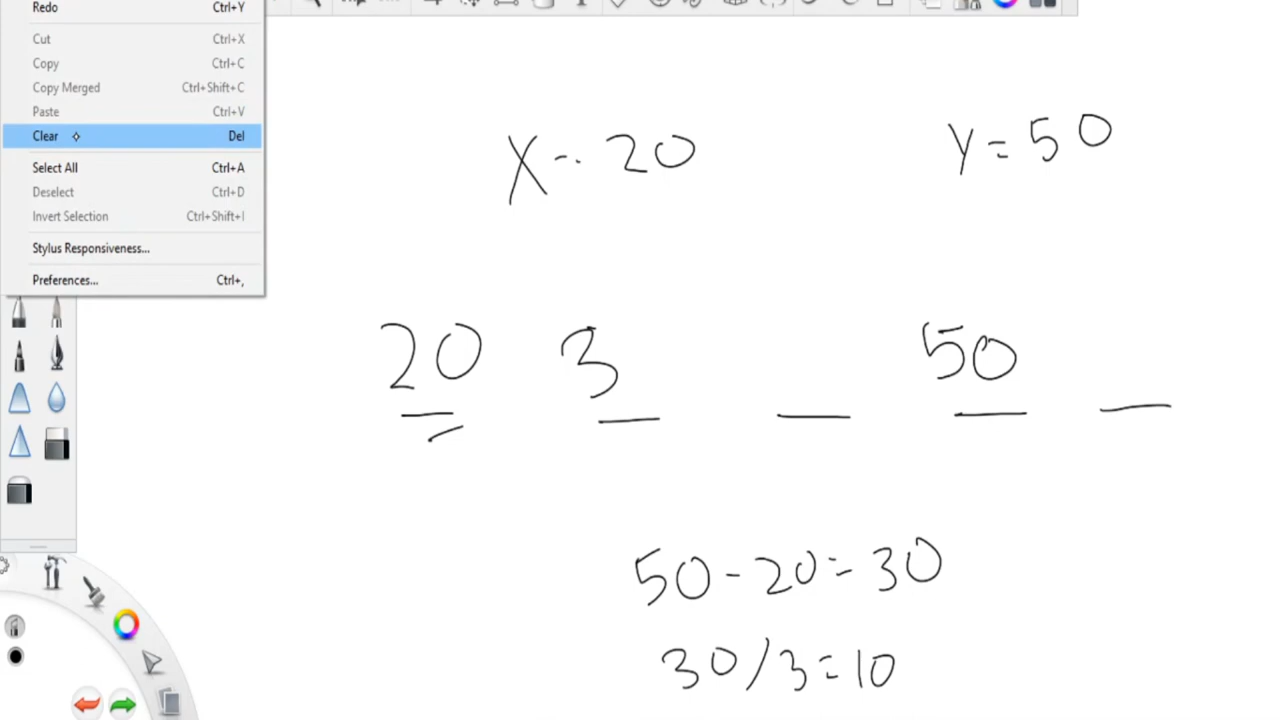 Redo Ctrl+Y
Cut Ctrl+X
Copy Ctrl+C
Copy Merged Ctrl+Shift+C
Paste Ctrl+V
Clear Del
Select All Ctrl+A
Deselect Ctrl+D
Invert Selection Ctrl+Shift+I
Stylus Responsiveness...
Preferences... Ctrl+,
X = 20 Y = 50
20 3 50
50 - 20 = 30
30 / 3 = 10